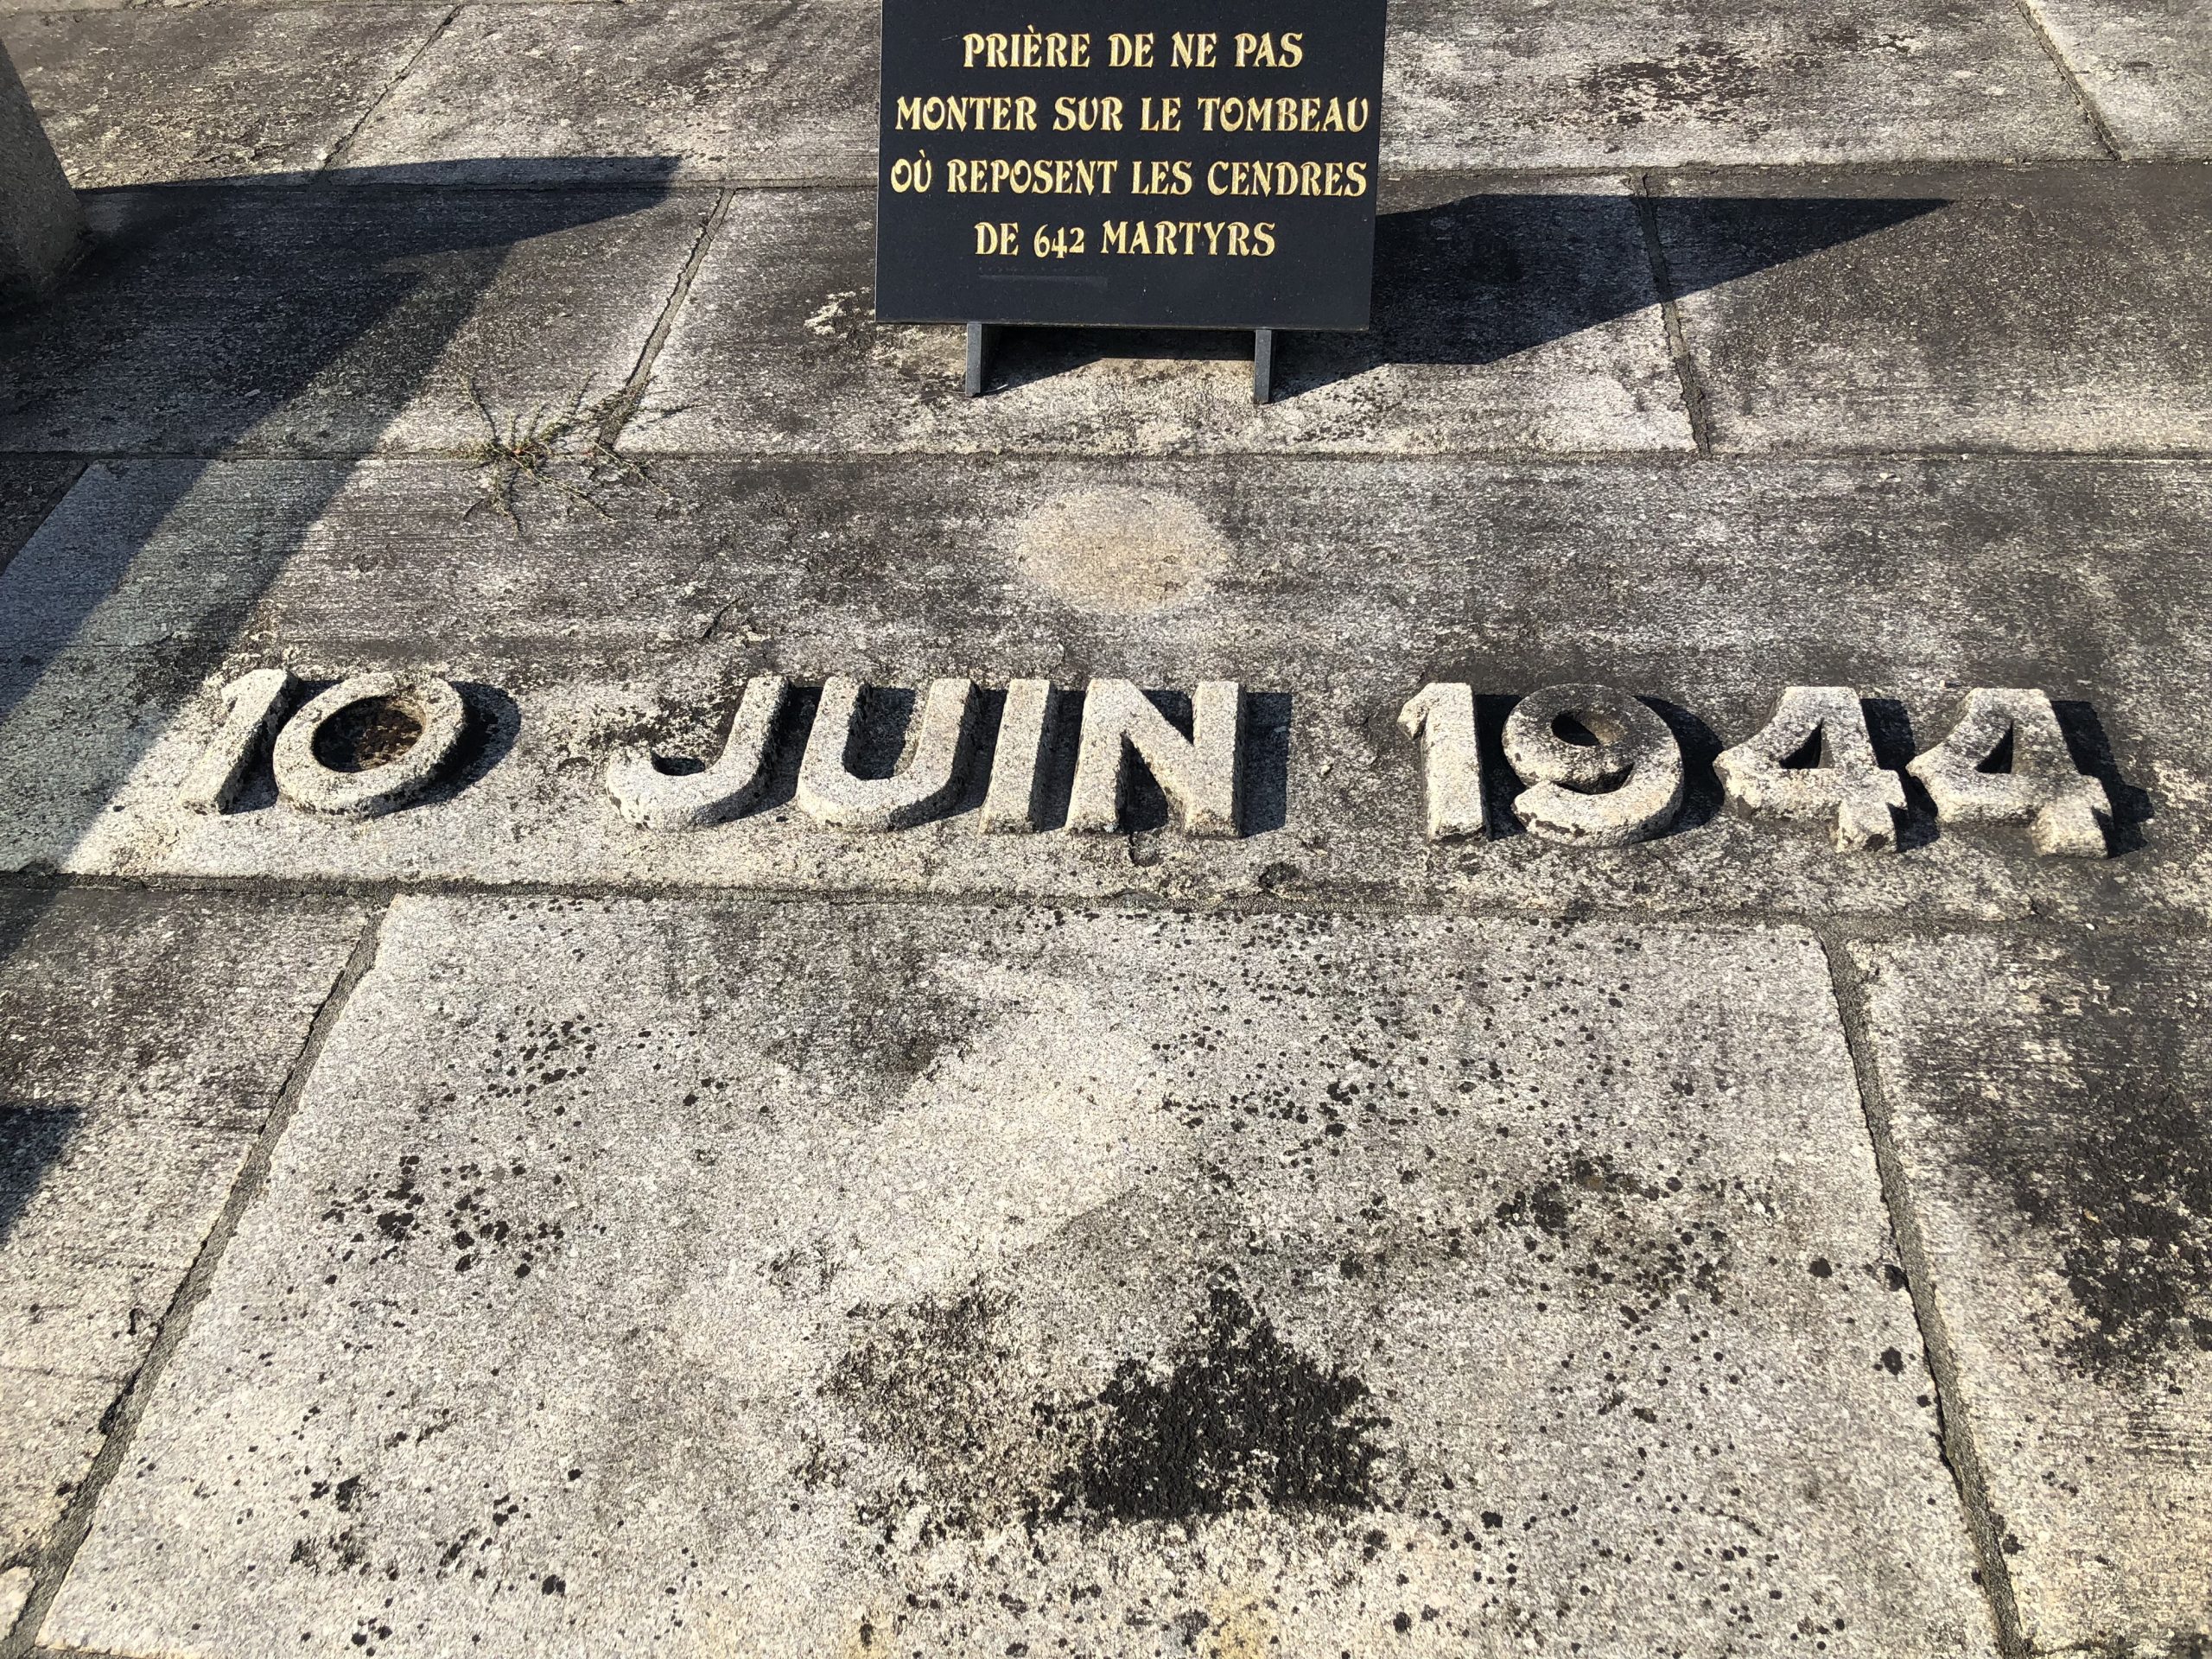 PRIÈRE DE NE PAS
MONTER SUR LE TOMBEAU
OÙ REPOSENT LES CENDRES
DE 642 MARTYRS
10 JUIN 1944